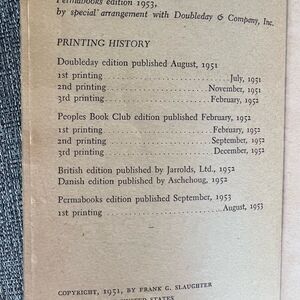 Permabooks edition 1953,
by special arrangement with Doubleday & Company, Inc.
PRINTING HISTORY
Doubleday edition published August, 1951
1st printing . . . . . . . . . . . . . . . July, 1951
2nd printing . . . . . . . . . . . . . November, 1951
3rd printing . . . . . . . . . . . . . February, 1952
Peoples Book Club edition published February, 1952
1st printing . . . . . . . . . . . . . February, 1952
2nd printing . . . . . . . . . . . . September, 1952
3rd printing . . . . . . . . . . . . . December, 1952
British edition published by Jarrolds, Ltd., 1952
Danish edition published by Aschehoug, 1952
Permabooks edition published September, 1953
1st printing . . . . . . . . . . . . . . August, 1953
COPYRIGHT, 1951, BY FRANK G. SLAUGHTER
UNITED STATES